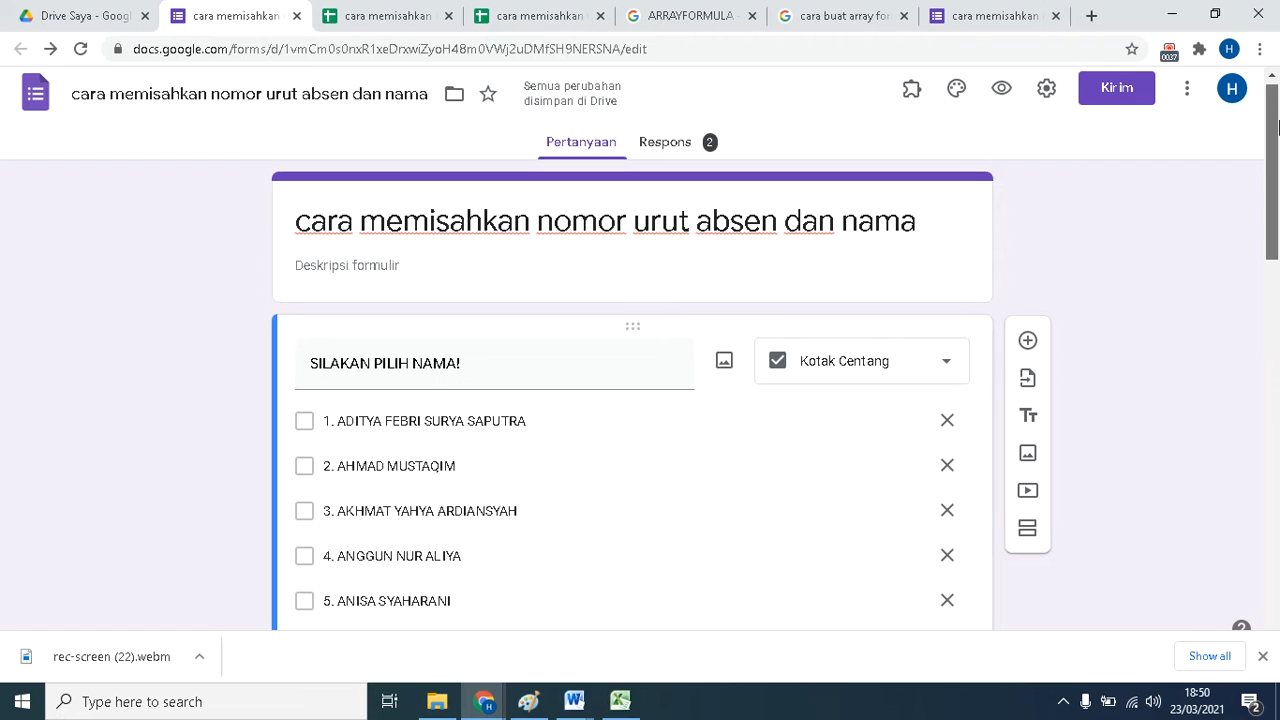 Drive Saya - Googl
cara memisahkan
cara memisahkan
cara memisahkan
ARRAYFORMULA
cara buat array fo
cara memisahkan
docs.google.com/forms/d/1vmCm0s0nxR1xeDrxwiZyoH48m0VWj2uDMfSH9NERSNA/edit
0037
H
cara memisahkan nomor urut absen dan nama
Semua perubahan
disimpan di Drive
Kirim
H
Pertanyaan
Respons 2
cara memisahkan nomor urut absen dan nama
Deskripsi formulir
SILAKAN PILIH NAMA!
Kotak Centang
1. ADITYA FEBRI SURYA SAPUTRA
2. AHMAD MUSTAQIM
3. AKHMAT YAHYA ARDIANSYAH
4. ANGGUN NUR ALIYA
5. ANISA SYAHARANI
rec-screen (22).webm
Show all
Type here to search
18:50
23/03/2021
2